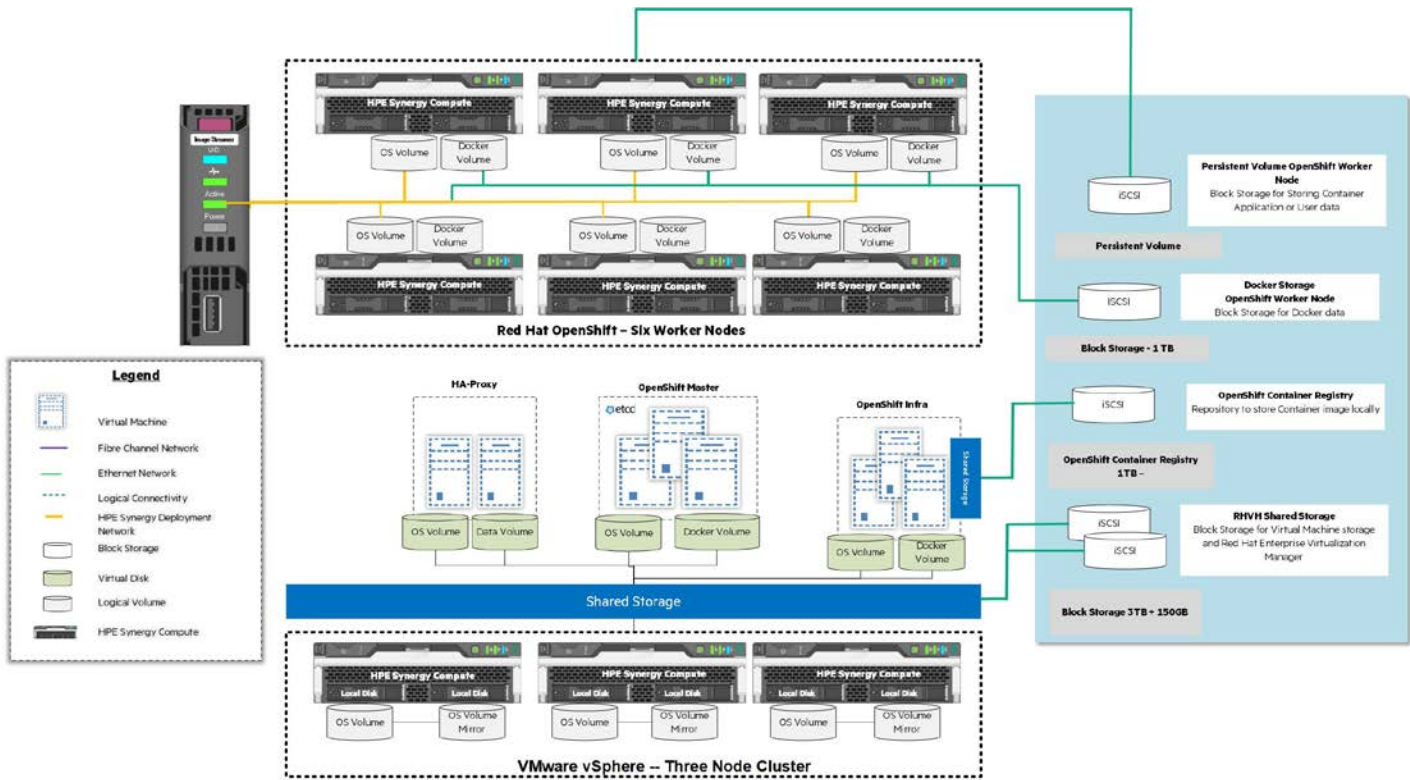 HPE Synergy Compute
HPE Synergy Compute
HPE Synergy Compute
OS Volume
Docker
Volume
OS Volume
Docker
Volume
OS Volume
Docker
Volume
Image Streamer
UID
Active
Power
OS Volume
Docker
Volume
OS Volume
Docker
Volume
OS Volume
Docker
Volume
HPE Synergy Compute
HPE Synergy Compute
HPE Synergy Compute
Red Hat OpenShift – Six Worker Nodes
iSCSI
Persistent Volume OpenShift Worker
Node
Block Storage for Storing Container
Application or User data
Persistent Volume
iSCSI
Docker Storage
OpenShift Worker Node
Block Storage for Docker data
Block Storage - 1 TB
iSCSI
OpenShift Container Registry
Repository to store Container image locally
OpenShift Container Registry
1TB –
iSCSI
iSCSI
RHVH Shared Storage
Block Storage for Virtual Machine storage
and Red Hat Enterprise Virtualization
Manager
Block Storage 3TB + 150GB
Legend
Virtual Machine
Fibre Channel Network
Ethernet Network
Logical Connectivity
HPE Synergy Deployment
Network
Block Storage
Virtual Disk
Logical Volume
HPE Synergy Compute
HA-Proxy
OS Volume
Data Volume
OpenShift Master
etcd
OS Volume
Docker Volume
OpenShift Infra
Shared Storage
OS Volume
Docker
Volume
Shared Storage
HPE Synergy Compute
Local Disk
Local Disk
HPE Synergy Compute
Local Disk
Local Disk
HPE Synergy Compute
Local Disk
Local Disk
OS Volume
OS Volume
Mirror
OS Volume
OS Volume
Mirror
OS Volume
OS Volume
Mirror
VMware vSphere -- Three Node Cluster